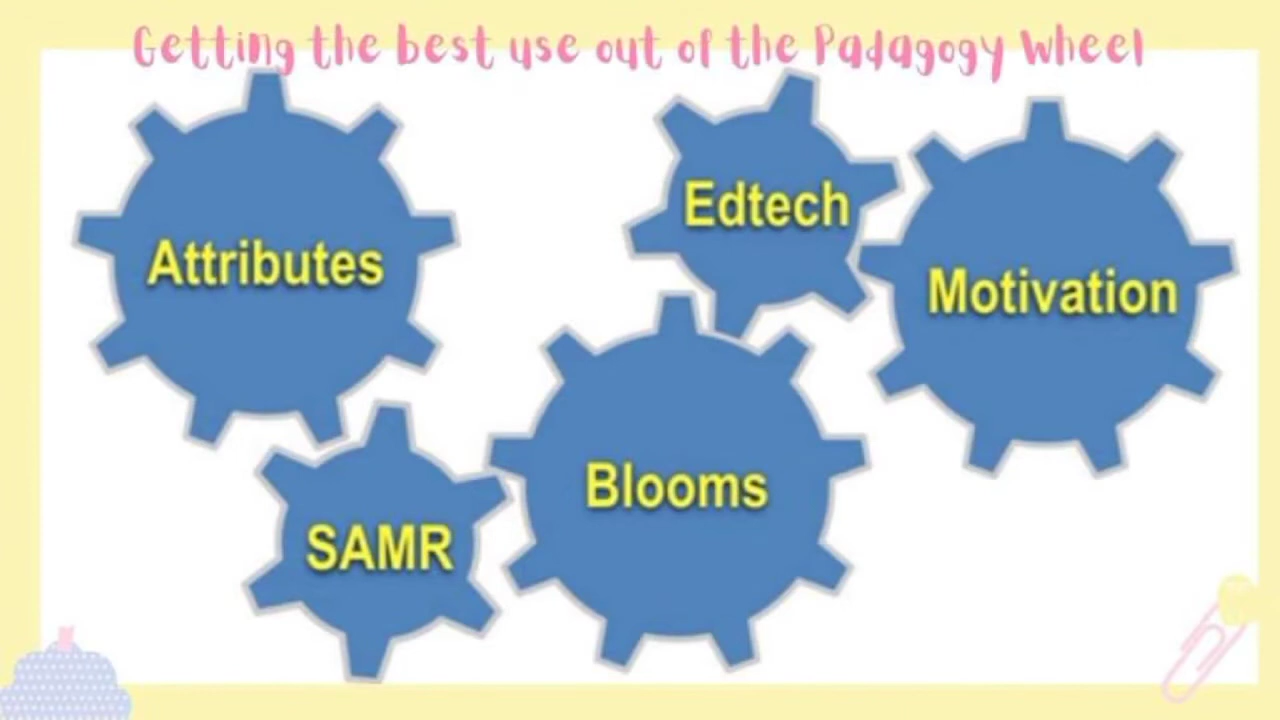 Getting the best use out of the Padagogy Wheel
Attributes
Edtech
Motivation
SAMR
Blooms